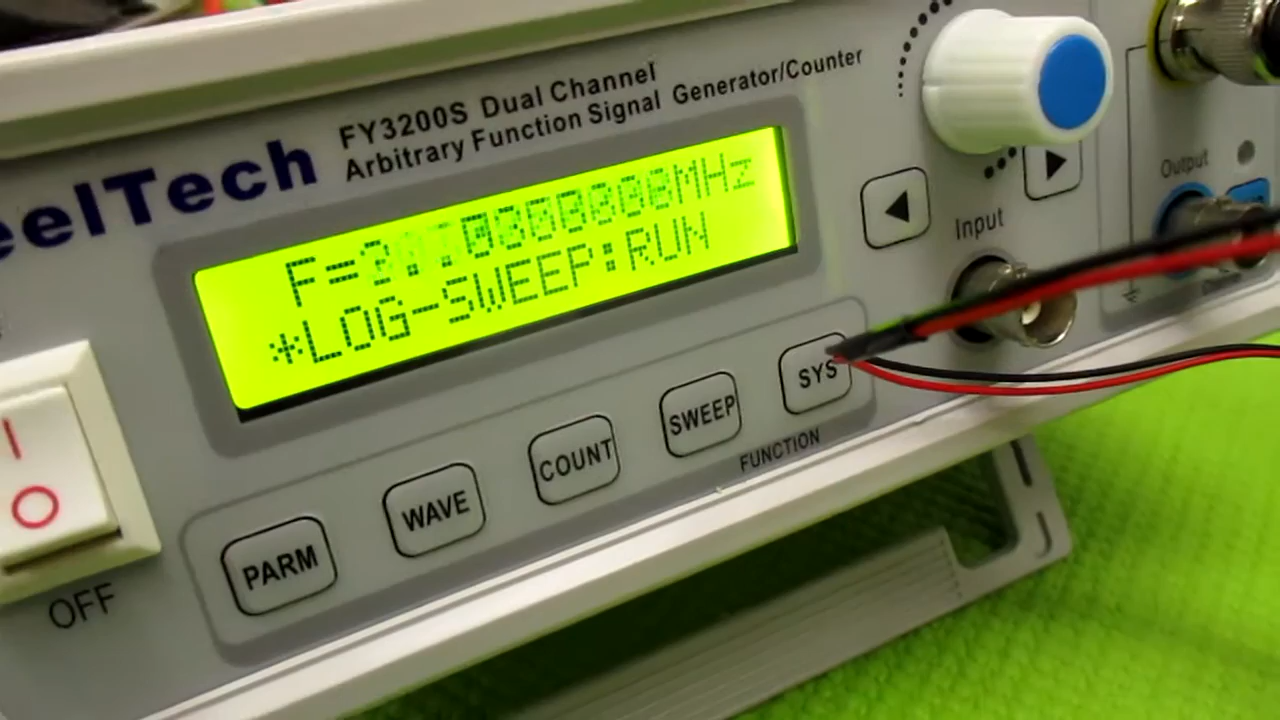 FY3200S Dual Channel
Arbitrary Function Signal Generator/Counter
eelTech
*LOG-SWEEP:RUN
Input
Output
SYS
SWEEP
COUNT
WAVE
PARM
FUNCTION
OFF